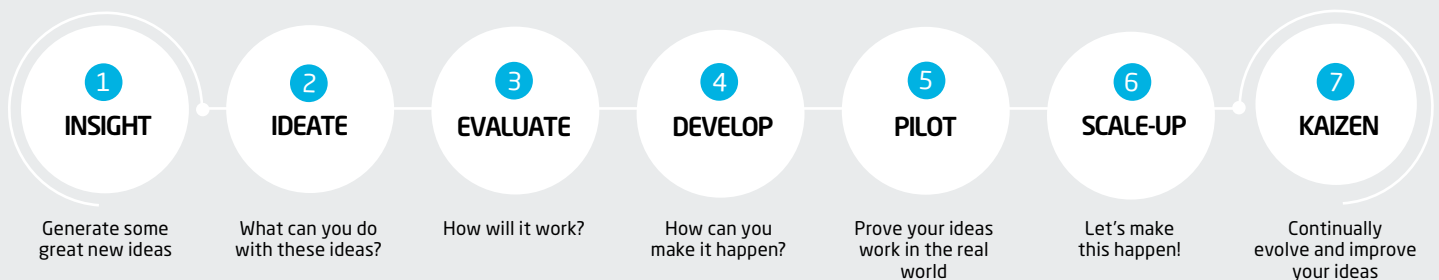 1
INSIGHT
Generate some
great new ideas
2
IDEATE
What can you do
with these ideas?
3
EVALUATE
How will it work?
4
DEVELOP
How can you
make it happen?
5
PILOT
Prove your ideas
work in the real
world
6
SCALE-UP
Let's make
this happen!
7
KAIZEN
Continually
evolve and improve
your ideas